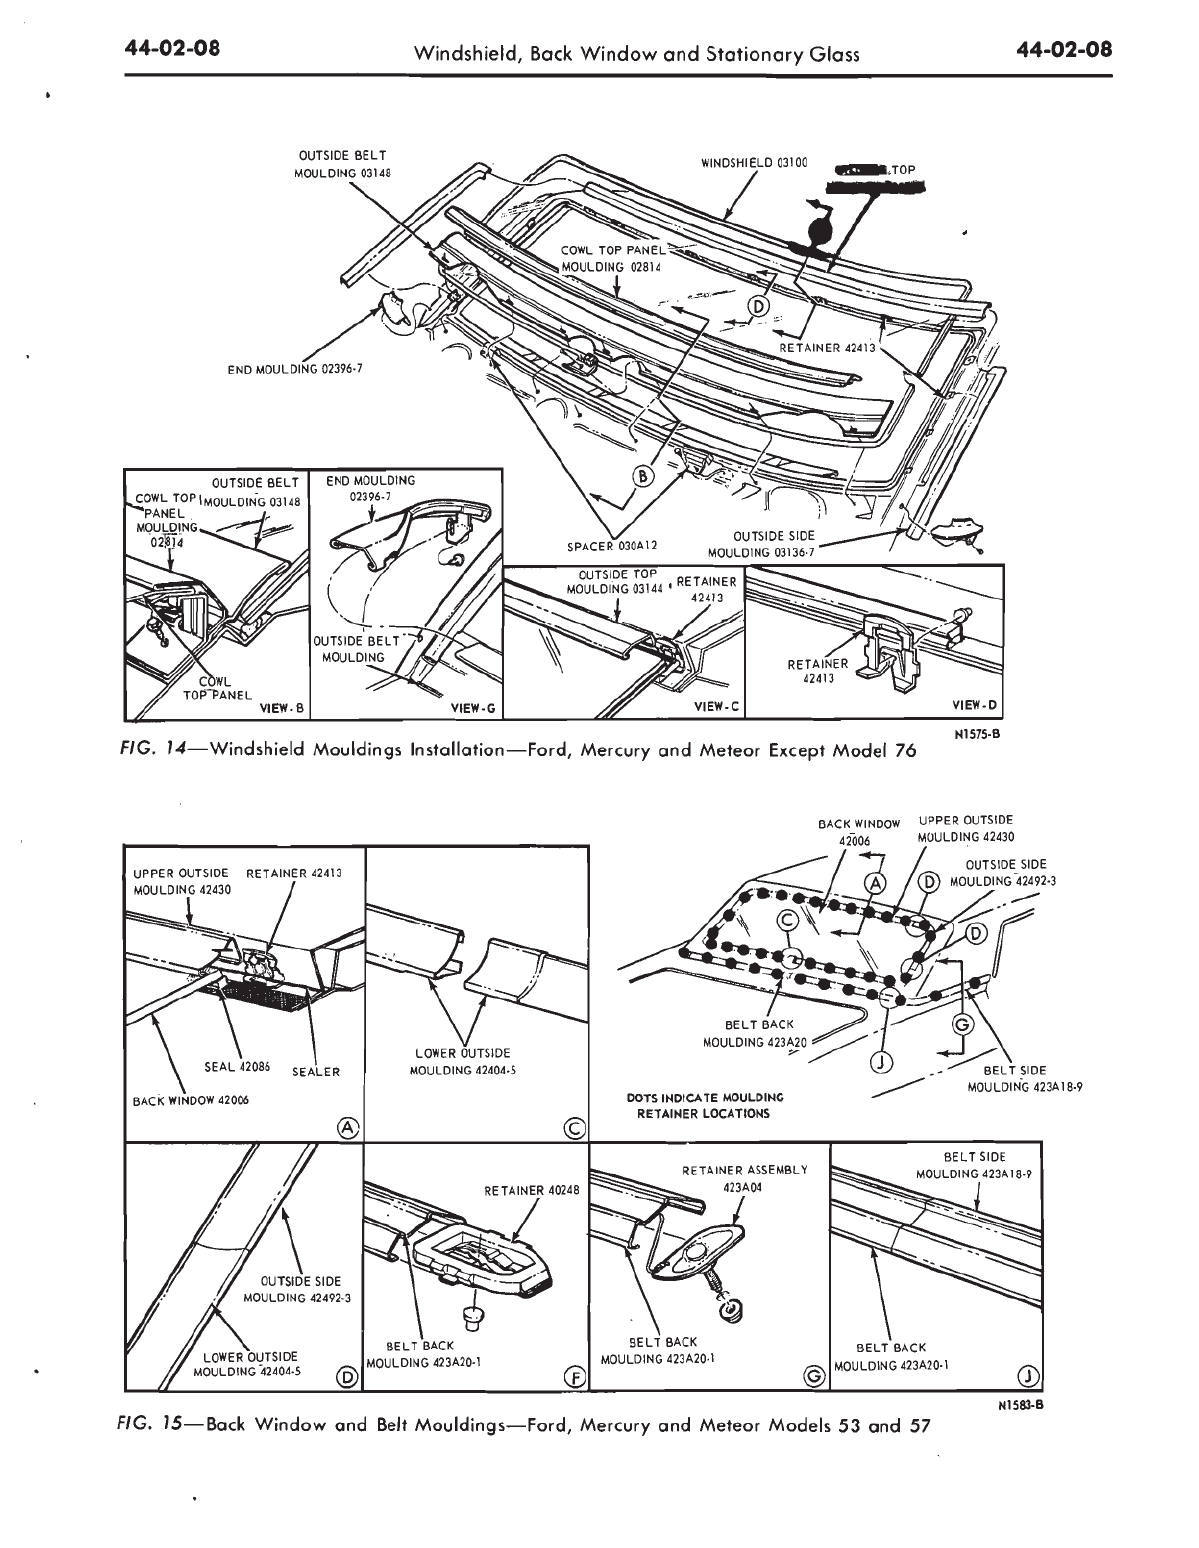 44-02-08
Windshield, Back Window and Stationary Glass
44-02-08
OUTSIDE BELT
MOULDING 03148
WINDSHIELD 03100
TOP
COWL TOP PANEL
MOULDING 02814
D
RETAINER 42413
END MOULDING 02396-7
B
SPACER 030A12
OUTSIDE SIDE
MOULDING 03136-7
OUTSIDE BELT
MOULDING 03148
COWL TOP
PANEL
MOULDING
02814
COWL
TOP PANEL
VIEW-B
END MOULDING
02396-7
OUTSIDE BELT
MOULDING
VIEW-G
OUTSIDE TOP
MOULDING 03144
RETAINER
42413
VIEW-C
RETAINER
42413
VIEW-D
N1575-B
FIG. 14—Windshield Mouldings Installation—Ford, Mercury and Meteor Except Model 76
UPPER OUTSIDE
MOULDING 42430
RETAINER 42413
SEAL 42086
SEALER
BACK WINDOW 42006
A
LOWER OUTSIDE
MOULDING 42404-5
C
BACK WINDOW
42006
UPPER OUTSIDE
MOULDING 42430
OUTSIDE SIDE
MOULDING 42492-3
A
D
C
D
G
J
BELT BACK
MOULDING 423A20
BELT SIDE
MOULDING 423A18-9
DOTS INDICATE MOULDING
RETAINER LOCATIONS
OUTSIDE SIDE
MOULDING 42492-3
LOWER OUTSIDE
MOULDING 42404-5
D
RETAINER 40248
BELT BACK
MOULDING 423A20-1
F
RETAINER ASSEMBLY
423A04
BELT BACK
MOULDING 423A20-1
G
BELT SIDE
MOULDING 423A18-9
BELT BACK
MOULDING 423A20-1
J
N1583-B
FIG. 15—Back Window and Belt Mouldings—Ford, Mercury and Meteor Models 53 and 57